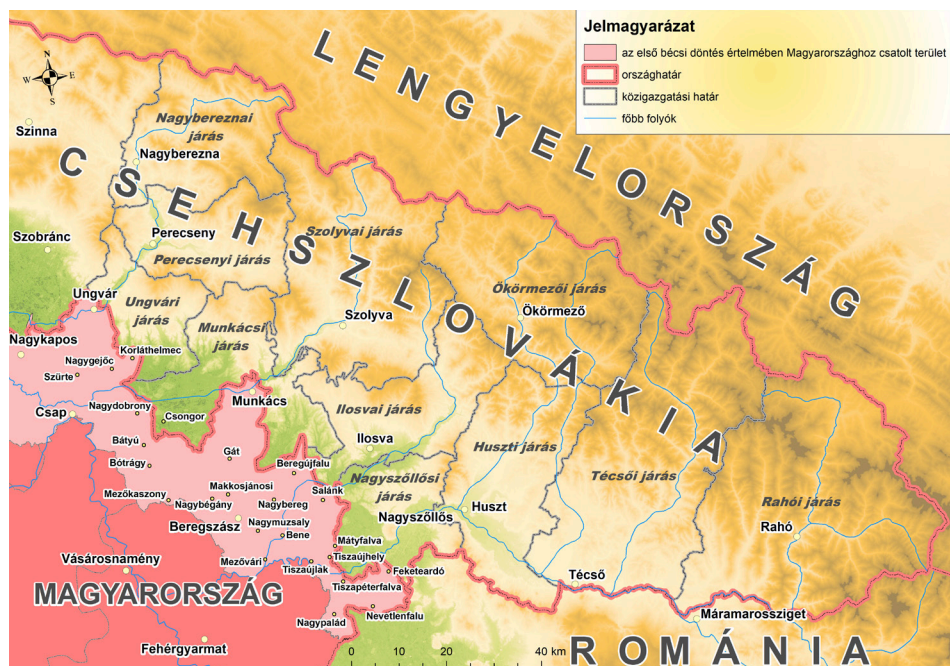 Jelmagyarázat
az első bécsi döntés értelmében Magyarországhoz csatolt terület
országhatár
közigazgatási határ
főbb folyók
N
W
E
S
LENGYELORSZÁG
CSEHSZLOVÁKIA
MAGYARORSZÁG
ROMÁNIA
Szinna
Nagybereznai
járás
Nagyberezna
Szobránc
Perecseny
Perecsenyi járás
Szolyvai járás
Ökörmezői járás
Ökörmező
Ungvár
Ungvári
járás
Munkácsi
járás
Szolyva
Nagykapos
Korláthelmec
Nagygejőc
Szürte
Csap
Nagydobrony
Csongor
Munkács
Ilosvai járás
Ilosva
Huszti járás
Técsői járás
Rahói járás
Rahó
Bátyú
Gát
Bótrágy
Beregújfalu
Makkosjánosi
Mezőkaszony
Nagybégány
Nagybereg
Salánk
Nagyszőllősi
járás
Nagyszőllős
Huszt
Beregszász
Nagymuzsaly
Bene
Mátyfalva
Tiszaújhely
Mezővári
Tiszaújlak
Feketeardó
Vásárosnamény
Tiszapéterfalva
Nevetlenfalu
Nagypalád
Técső
Máramarossziget
Fehérgyarmat
0 5 10 20 40 km